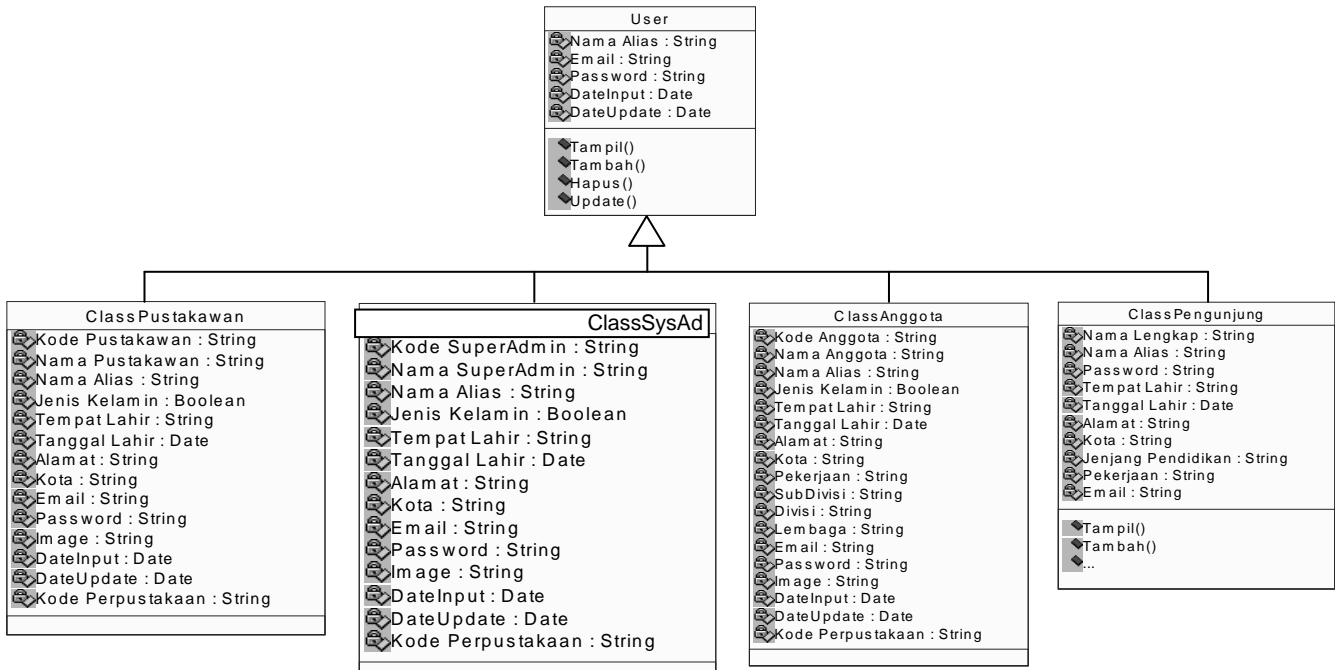 User
Nama Alias : String
Email : String
Password : String
DateInput : Date
DateUpdate : Date
Tampil()
Tambah()
Hapus()
Update()
ClassPustakawan
Kode Pustakawan : String
Nama Pustakawan : String
Nama Alias : String
Jenis Kelamin : Boolean
Tempat Lahir : String
Tanggal Lahir : Date
Alamat : String
Kota : String
Email : String
Password : String
Image : String
DateInput : Date
DateUpdate : Date
Kode Perpustakaan : String
ClassSysAd
Kode SuperAdmin : String
Nama SuperAdmin : String
Nama Alias : String
Jenis Kelamin : Boolean
Tempat Lahir : String
Tanggal Lahir : Date
Alamat : String
Kota : String
Email : String
Password : String
Image : String
DateInput : Date
DateUpdate : Date
Kode Perpustakaan : String
ClassAnggota
Kode Anggota : String
Nama Anggota : String
Nama Alias : String
Jenis Kelamin : Boolean
Tempat Lahir : String
Tanggal Lahir : Date
Alamat : String
Kota : String
Pekerjaan : String
SubDivisi : String
Divisi : String
Lembaga : String
Email : String
Password : String
Image : String
DateInput : Date
DateUpdate : Date
Kode Perpustakaan : String
ClassPengunjung
Nama Lengkap : String
Nama Alias : String
Password : String
Tempat Lahir : String
Tanggal Lahir : Date
Alamat : String
Kota : String
Jenjang Pendidikan : String
Pekerjaan : String
Email : String
Tampil()
Tambah()
...